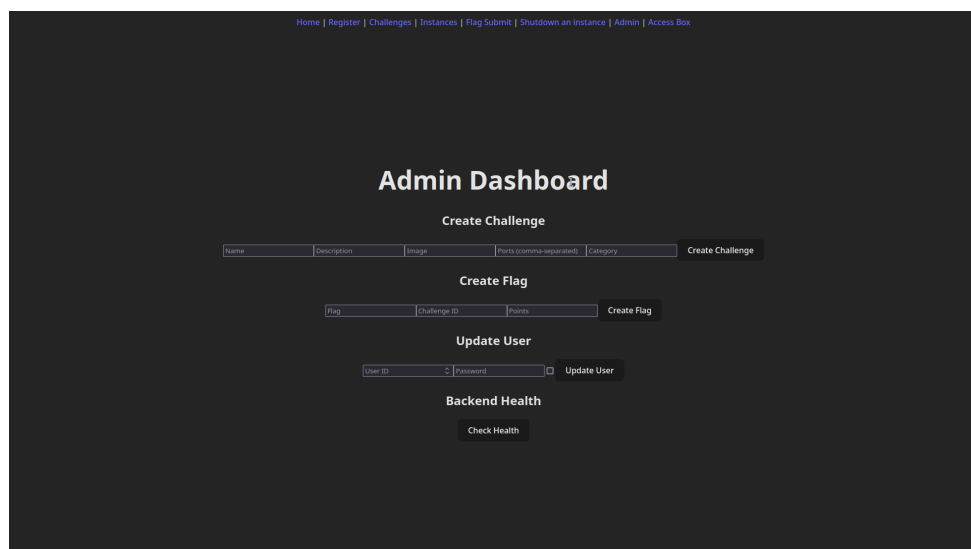 Home | Register | Challenges | Instances | Flag Submit | Shutdown an instance | Admin | Access Box
Admin Dashboard
Create Challenge
Name Description Image Ports (comma-separated) Category Create Challenge
Create Flag
Flag Challenge ID Points Create Flag
Update User
User ID Password Update User
Backend Health
Check Health